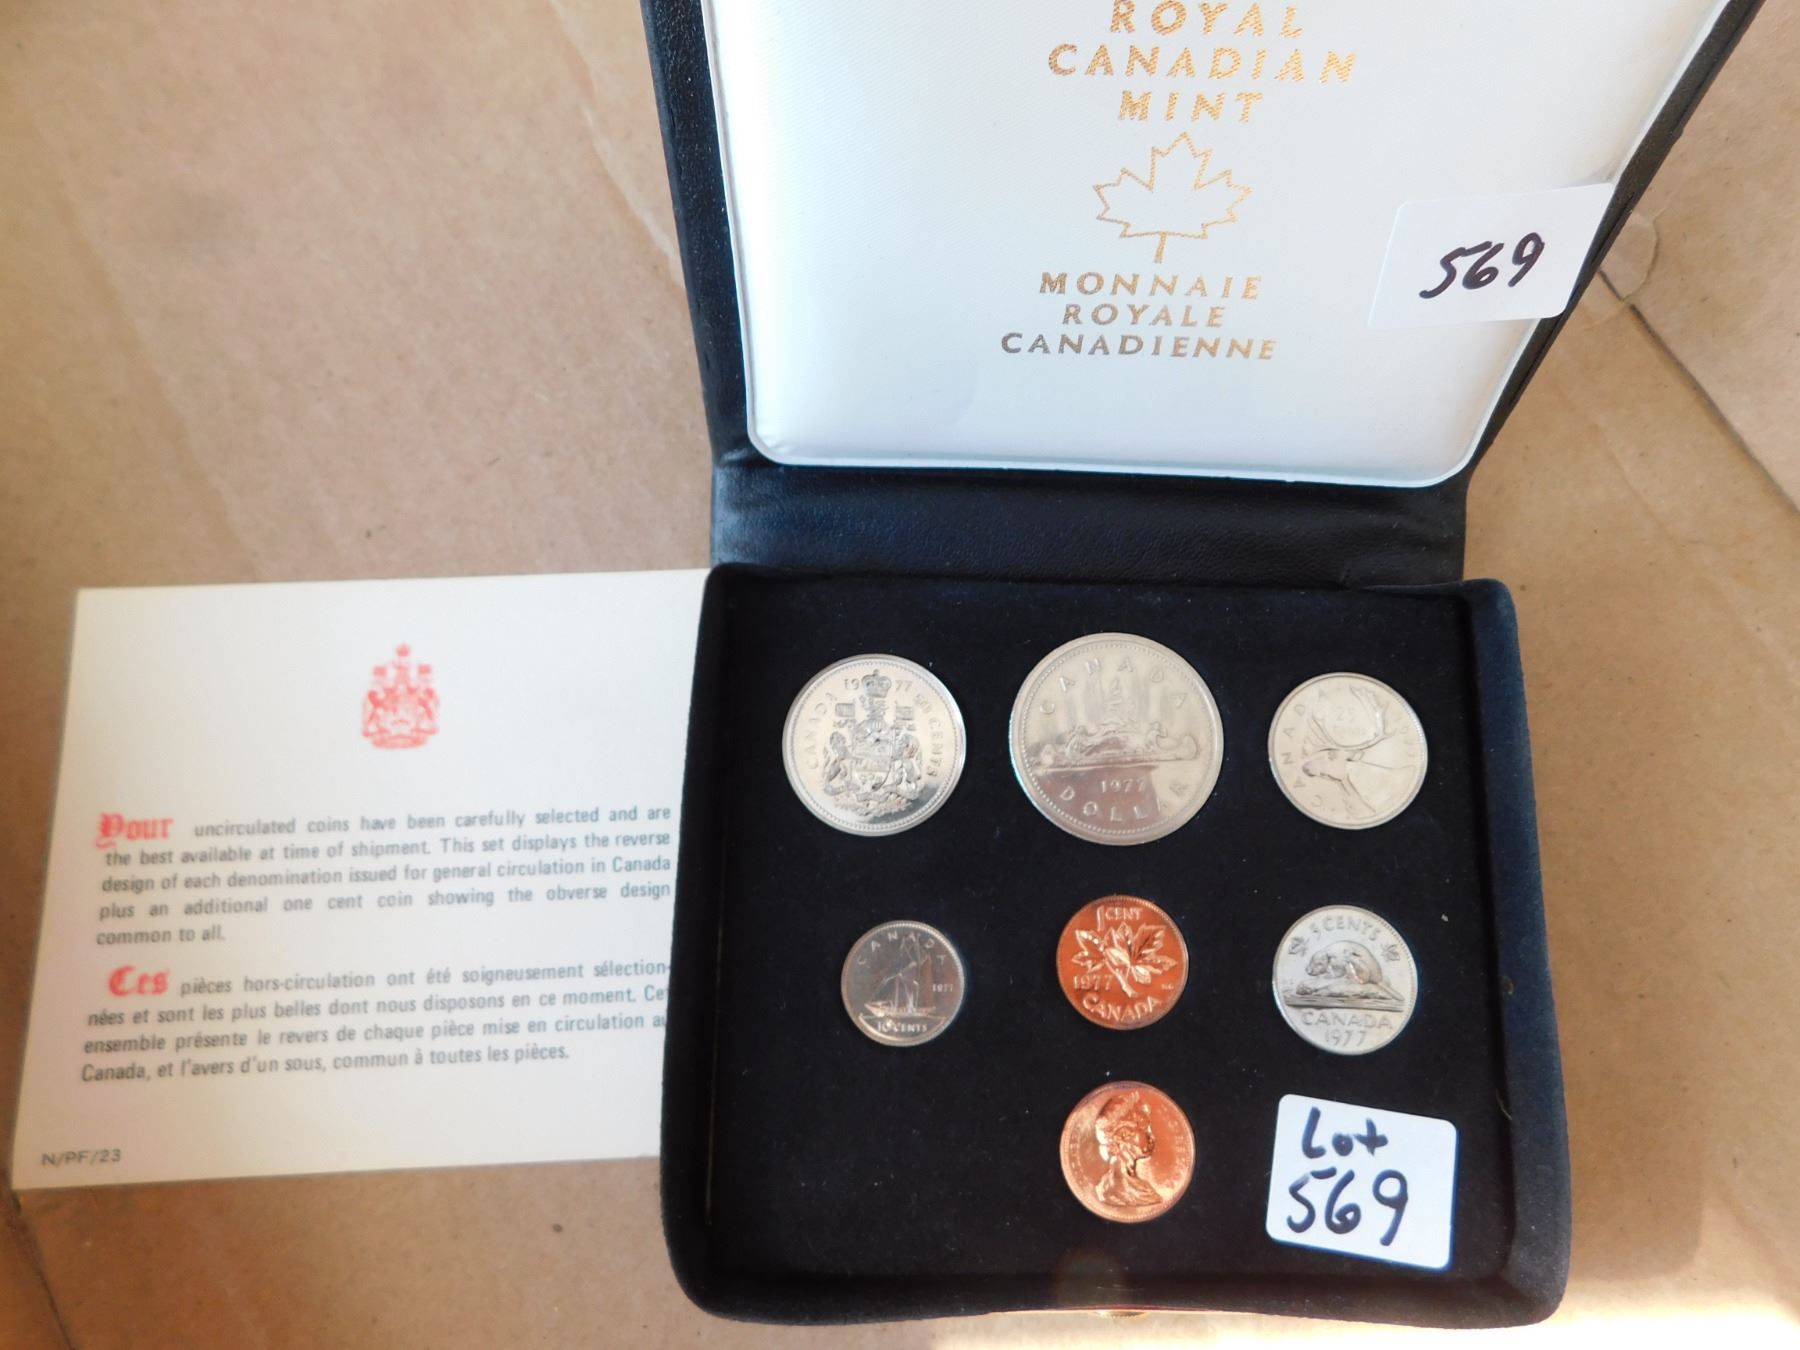 ROYAL
CANADIAN
MINT
MONNAIE
ROYALE
CANADIENNE
569
Your uncirculated coins have been carefully selected and are
the best available at time of shipment. This set displays the reverse
design of each denomination issued for general circulation in Canada
plus an additional one cent coin showing the obverse design
common to all.
Ces pièces hors-circulation ont été soigneusement sélection-
nées et sont les plus belles dont nous disposons en ce moment. Cet
ensemble présente le revers de chaque pièce mise en circulation au
Canada, et l'avers d'un sous, commun à toutes les pièces.
N/PF/23
CANADA 1977 50 CENTS
CANADA
1977
DOLLAR
CANADA
25
1977
CANADA
1977
10 CENTS
1 CENT
1977
CANADA
5 CENTS
CANADA
1977
Lot
569